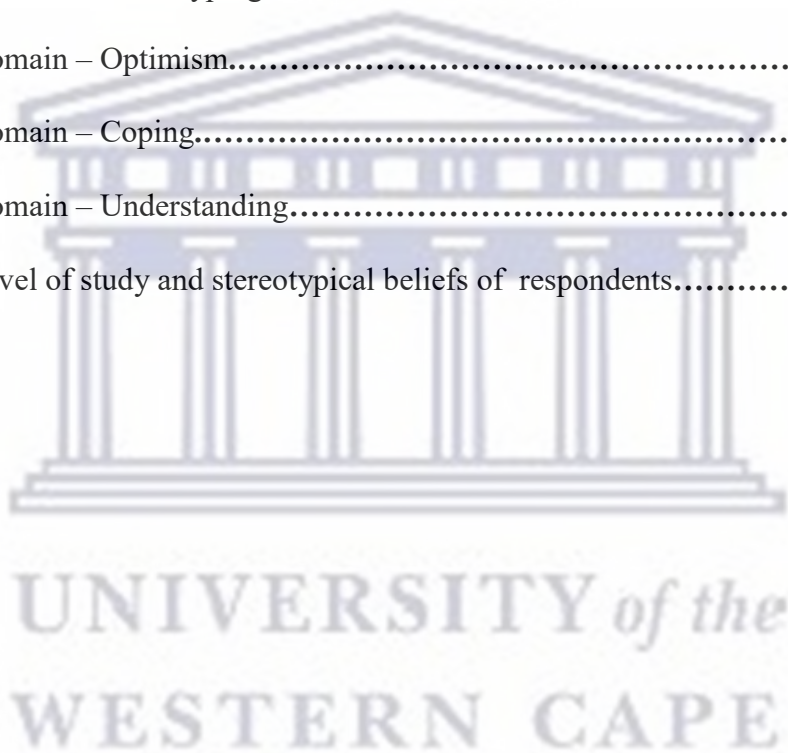 omain – Optimism....................................................
omain – Coping........................................................
omain – Understanding.............................................
vel of study and stereotypical beliefs of respondents...........
UNIVERSITY of the
WESTERN CAPE